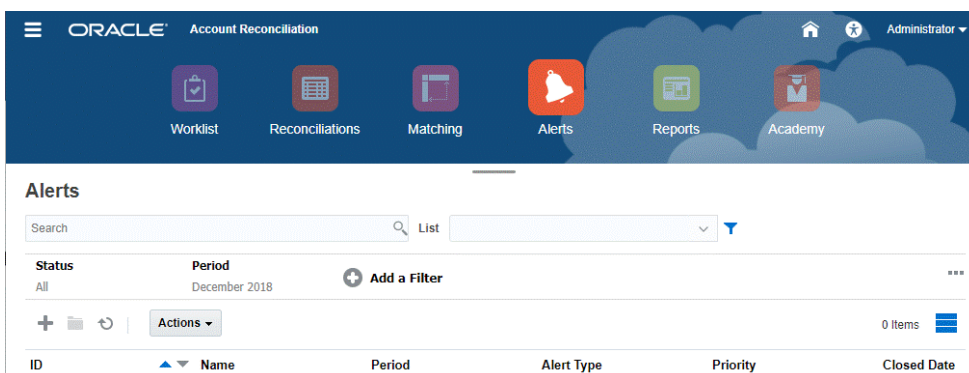 ORACLE® Account Reconciliation Administrator
Worklist Reconciliations Matching Alerts Reports Academy
Alerts
Search List
Status Period Add a Filter
All December 2018
Actions 0 Items
ID Name Period Alert Type Priority Closed Date